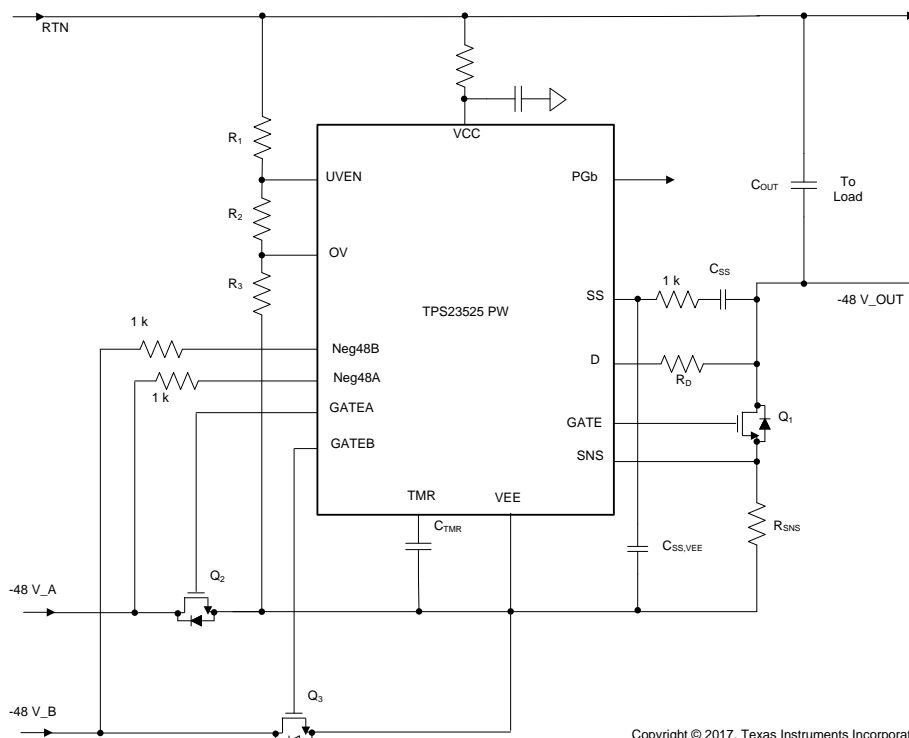 RTN
VCC
R1
UVEN
PGb
COUT
To
Load
R2
OV
R3
SS
1 k
CSS
-48 V_OUT
TPS23525 PW
1 k
Neg48B
D
RD
Neg48A
1 k
GATEA
GATE
Q1
GATEB
SNS
TMR
VEE
RSNS
CTMR
CSS,VEE
Q2
-48 V_A
Q3
-48 V_B
Copyright © 2017, Texas Instruments